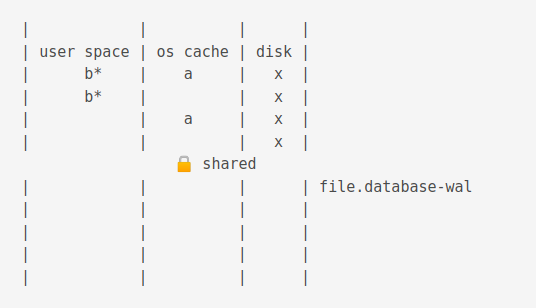 |             |          |      |
| user space | os cache | disk |
|      b*    |    a     |  x  |
|      b*    |          |  x  |
|            |    a     |  x  |
|            |          |  x  |
🔒 shared
|            |          |      | file.database-wal
|            |          |      |
|            |          |      |
|            |          |      |
|            |          |      |